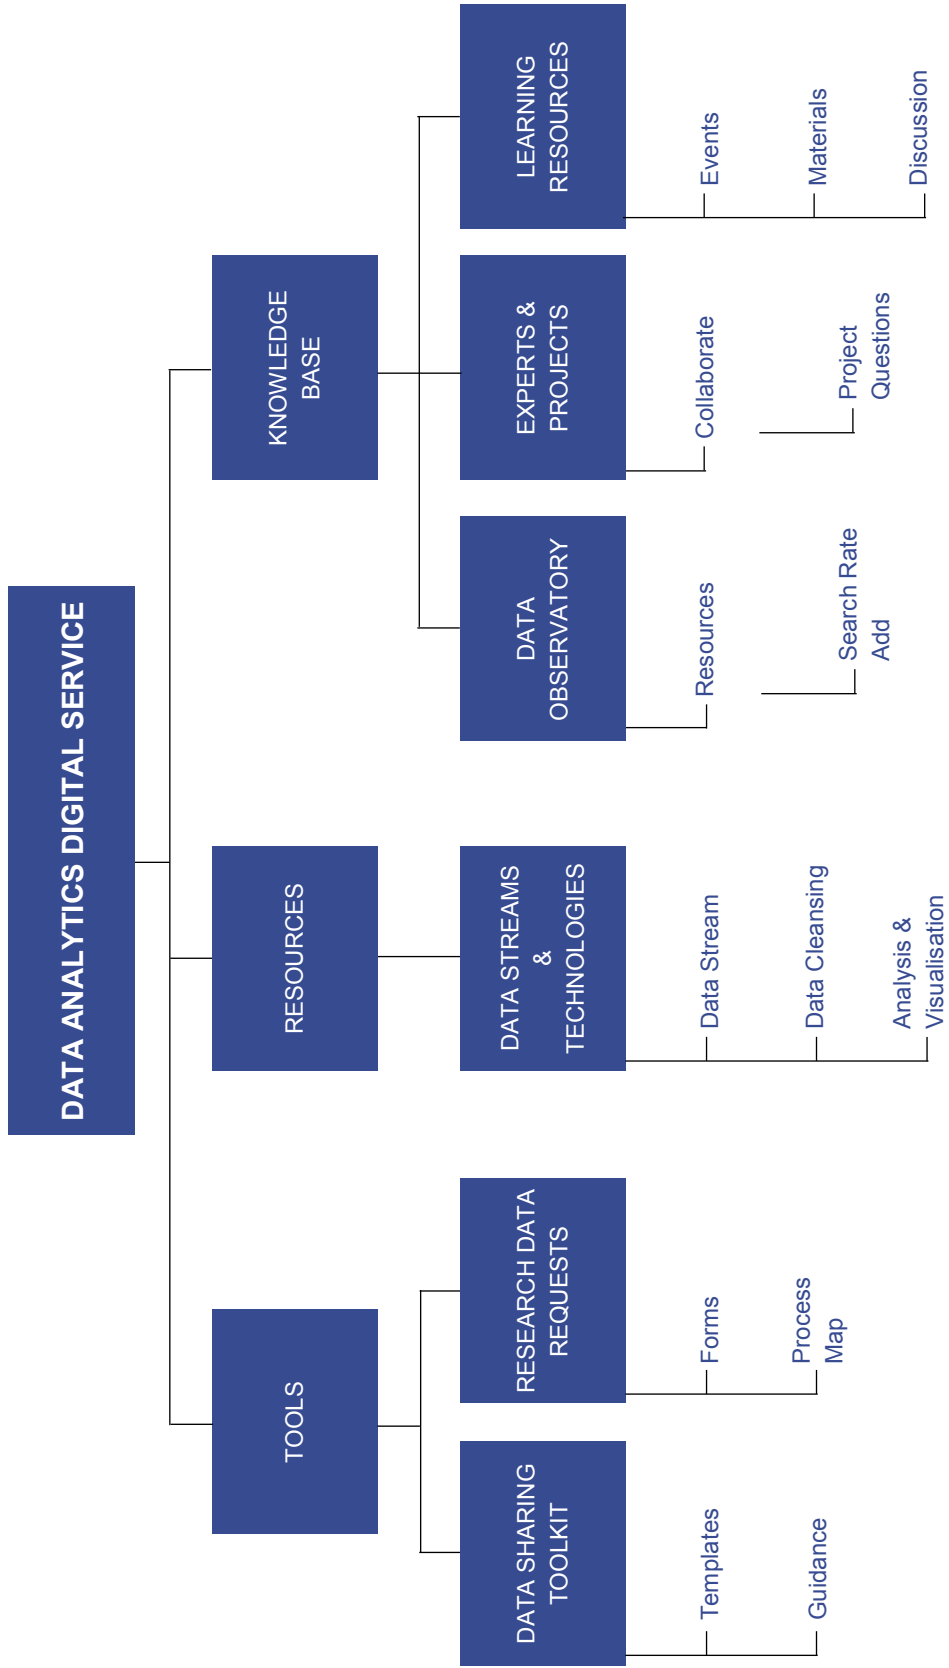 DATA ANALYTICS DIGITAL SERVICE
TOOLS
RESOURCES
KNOWLEDGE
BASE
DATA SHARING
TOOLKIT
RESEARCH DATA
REQUESTS
DATA STREAMS
&
TECHNOLOGIES
DATA
OBSERVATORY
EXPERTS &
PROJECTS
LEARNING
RESOURCES
Templates
Guidance
Forms
Process
Map
Data Stream
Data Cleansing
Analysis &
Visualisation
Resources
Search Rate
Add
Collaborate
Project
Questions
Events
Materials
Discussion